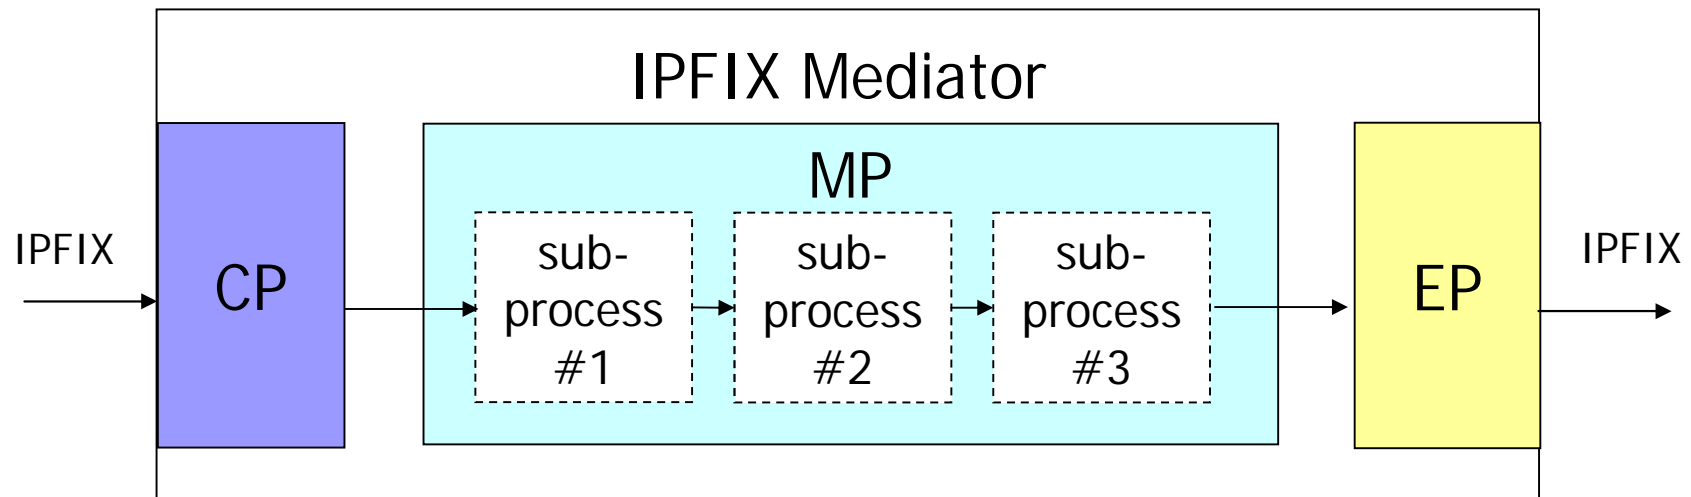 IPFIX Mediator
MP
IPFIX
CP
sub-
process
#1
sub-
process
#2
sub-
process
#3
EP
IPFIX